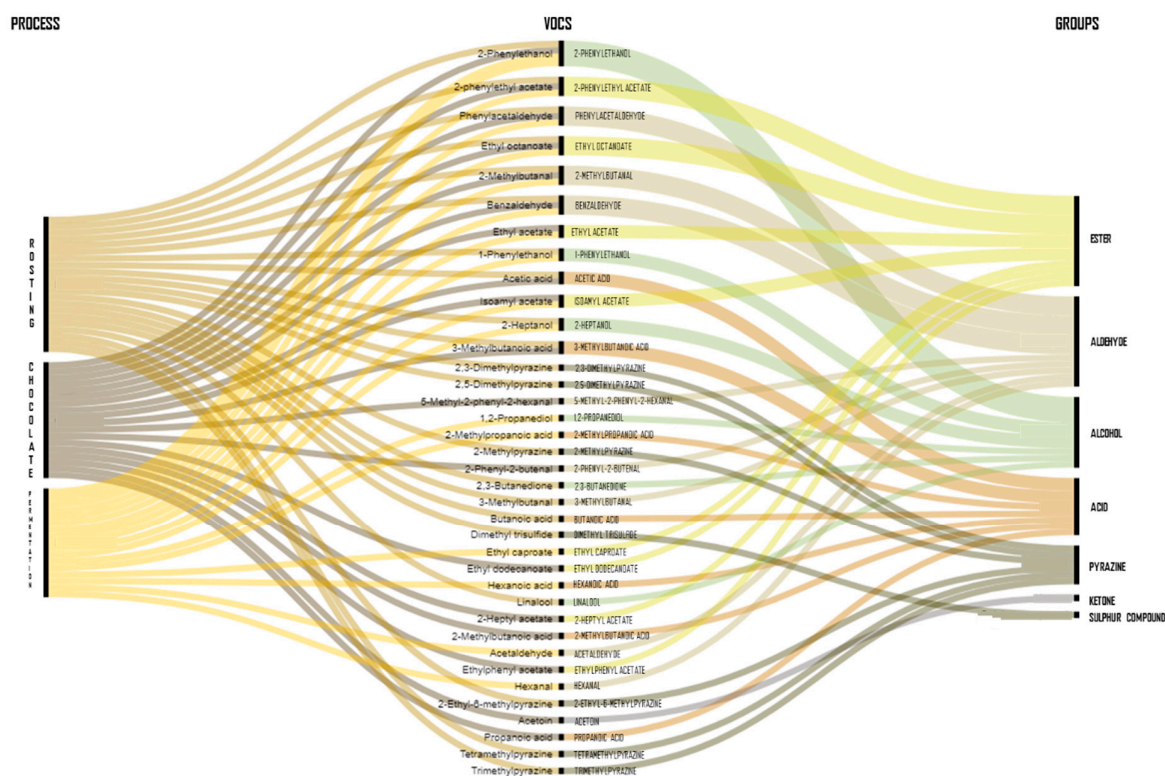 PROCESS VOCS GROUPS
2-Phenylethanol 2-PHENYLETHANOL
2-phenylethyl acetate 2-PHENYLETHYL ACETATE
Phenylacetaldehyde PHENYLACETALDEHYDE
Ethyl octanoate ETHYL OCTANOATE
2-Methylbutanal 2-METHYLBUTANAL
Benzaldehyde BENZALDEHYDE
Ethyl acetate ETHYL ACETATE
1-Phenylethanol 1-PHENYLETHANOL
Acetic acid ACETIC ACID
Isoamyl acetate ISOAMYL ACETATE
2-Heptanol 2-HEPTANOL
3-Methylbutanoic acid 3-METHYLBUTANOIC ACID
2,3-Dimethylpyrazine 2,3-DIMETHYLPYRAZINE
2,5-Dimethylpyrazine 2,5-DIMETHYLPYRAZINE
5-Methyl-2-phenyl-2-hexanal 5-METHYL-2-PHENYL-2-HEXANAL
1,2-Propanediol 1,2-PROPANEDIOL
2-Methylpropanoic acid 2-METHYLPROPANOIC ACID
2-Methylpyrazine 2-METHYLPYRAZINE
2-Phenyl-2-butenal 2-PHENYL-2-BUTENAL
2,3-Butanedione 2,3-BUTANEDIONE
3-Methylbutanal 3-METHYLBUTANAL
Butanoic acid BUTANOIC ACID
Dimethyl trisulfide DIMETHYL TRISULFIDE
Ethyl caproate ETHYL CAPROATE
Ethyl dodecanoate ETHYL DODECANOATE
Hexanoic acid HEXANOIC ACID
Linalool LINALOOL
2-Heptyl acetate 2-HEPTYL ACETATE
2-Methylbutanoic acid 2-METHYLBUTANOIC ACID
Acetaldehyde ACETALDEHYDE
Ethylphenyl acetate ETHYLPHENYL ACETATE
Hexanal HEXANAL
2-Ethyl-6-methylpyrazine 2-ETHYL-6-METHYLPYRAZINE
Acetoin ACETOIN
Propanoic acid PROPANOIC ACID
Tetramethylpyrazine TETRAMETHYLPYRAZINE
Trimethylpyrazine TRIMETHYLPYRAZINE
ROSTING
CHOCOLATE
FERMENTATION
ESTER
ALDEHYDE
ALCOHOL
ACID
PYRAZINE
KETONE
SULPHUR COMPOUND